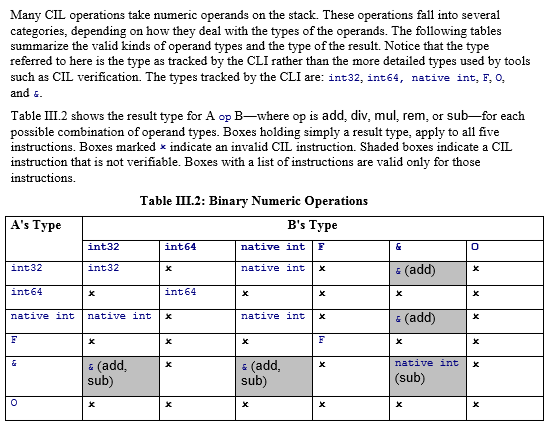 Many CIL operations take numeric operands on the stack. These operations fall into several
categories, depending on how they deal with the types of the operands. The following tables
summarize the valid kinds of operand types and the type of the result. Notice that the type
referred to here is the type as tracked by the CLI rather than the more detailed types used by tools
such as CIL verification. The types tracked by the CLI are: int32, int64, native int, F, O,
and &.
Table III.2 shows the result type for A op B—where op is add, div, mul, rem, or sub—for each
possible combination of operand types. Boxes holding simply a result type, apply to all five
instructions. Boxes marked × indicate an invalid CIL instruction. Shaded boxes indicate a CIL
instruction that is not verifiable. Boxes with a list of instructions are valid only for those
instructions.
Table III.2: Binary Numeric Operations
A's Type B's Type
int32 int64 native int F & O
int32 int32 × native int × & (add) ×
int64 × int64 × × × ×
native int native int × native int × & (add) ×
F × × × F × ×
& & (add, × & (add, × native int ×
sub) sub) (sub)
O × × × × × ×